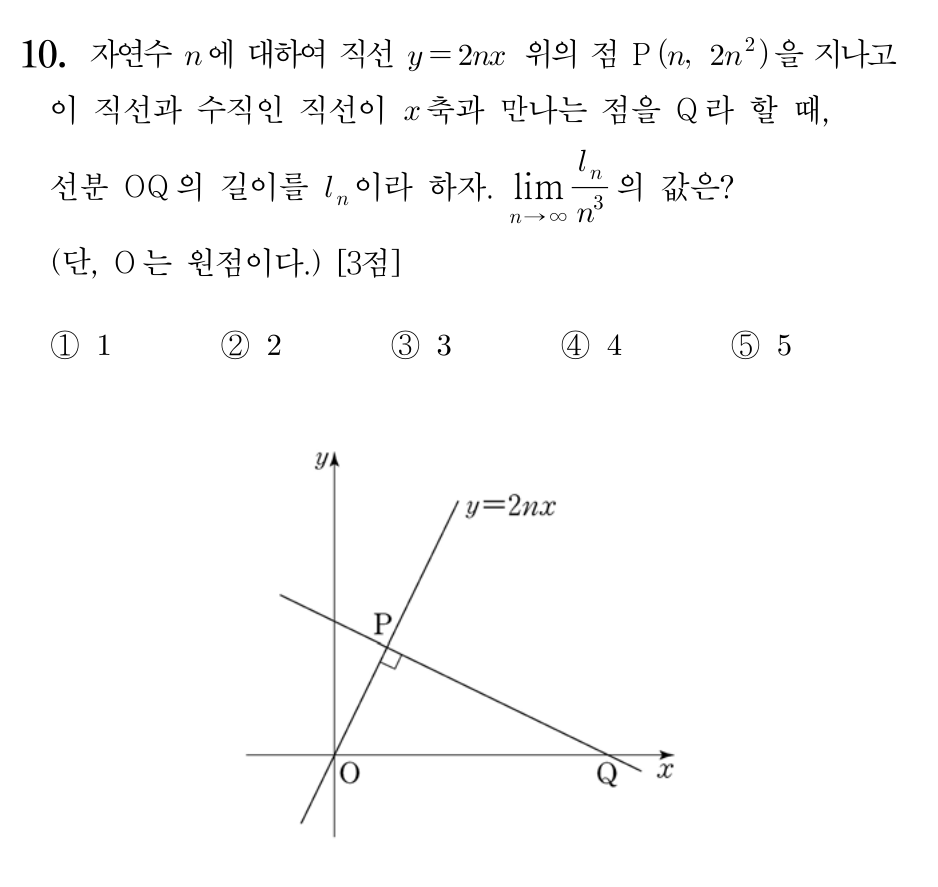 10. 자연수 n에 대하여 직선 y=2nx 위의 점 P(n, 2n²)을 지나고
이 직선과 수직인 직선이 x축과 만나는 점을 Q라 할 때,
선분 OQ의 길이를 lₙ이라 하자. lim n→∞ lₙ/n³의 값은?
(단, O는 원점이다.) [3점]
① 1 ② 2 ③ 3 ④ 4 ⑤ 5
y
y=2nx
P
O
Q
x